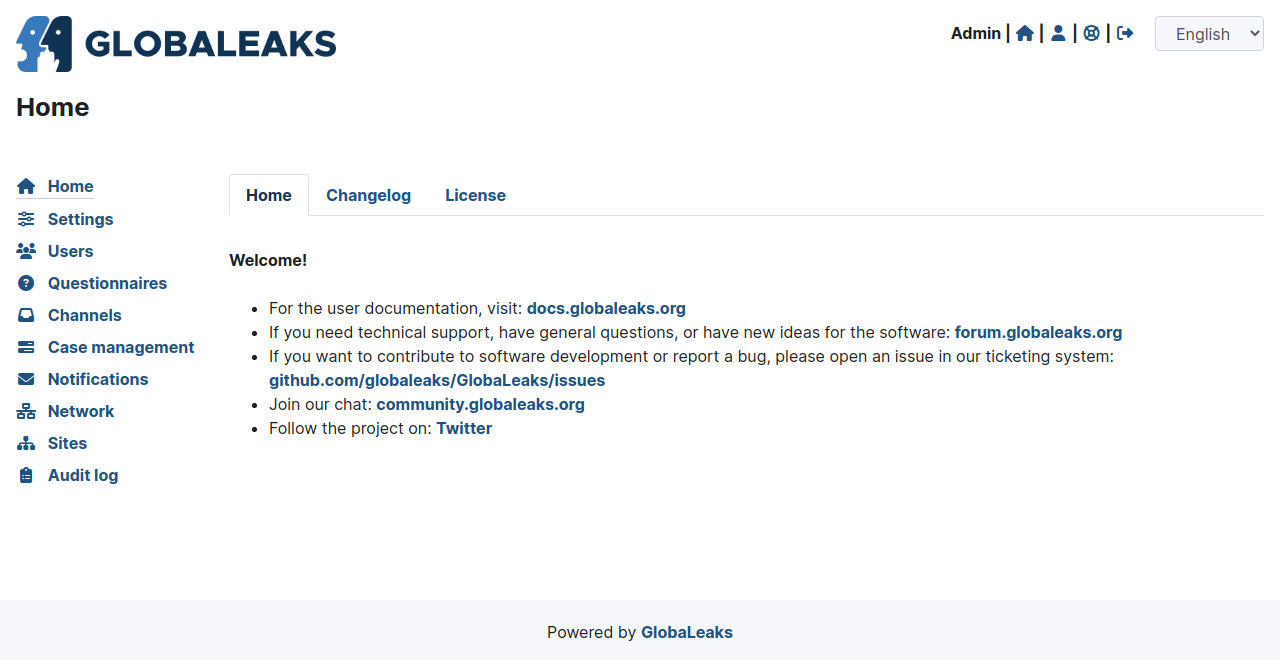 GLOBALEAKS
Admin | | | |
English
Home
Home
Settings
Users
Questionnaires
Channels
Case management
Notifications
Network
Sites
Audit log
Home Changelog License
Welcome!
• For the user documentation, visit: docs.globaleaks.org
• If you need technical support, have general questions, or have new ideas for the software: forum.globaleaks.org
• If you want to contribute to software development or report a bug, please open an issue in our ticketing system:
github.com/globaleaks/GlobaLeaks/issues
• Join our chat: community.globaleaks.org
• Follow the project on: Twitter
Powered by GlobaLeaks